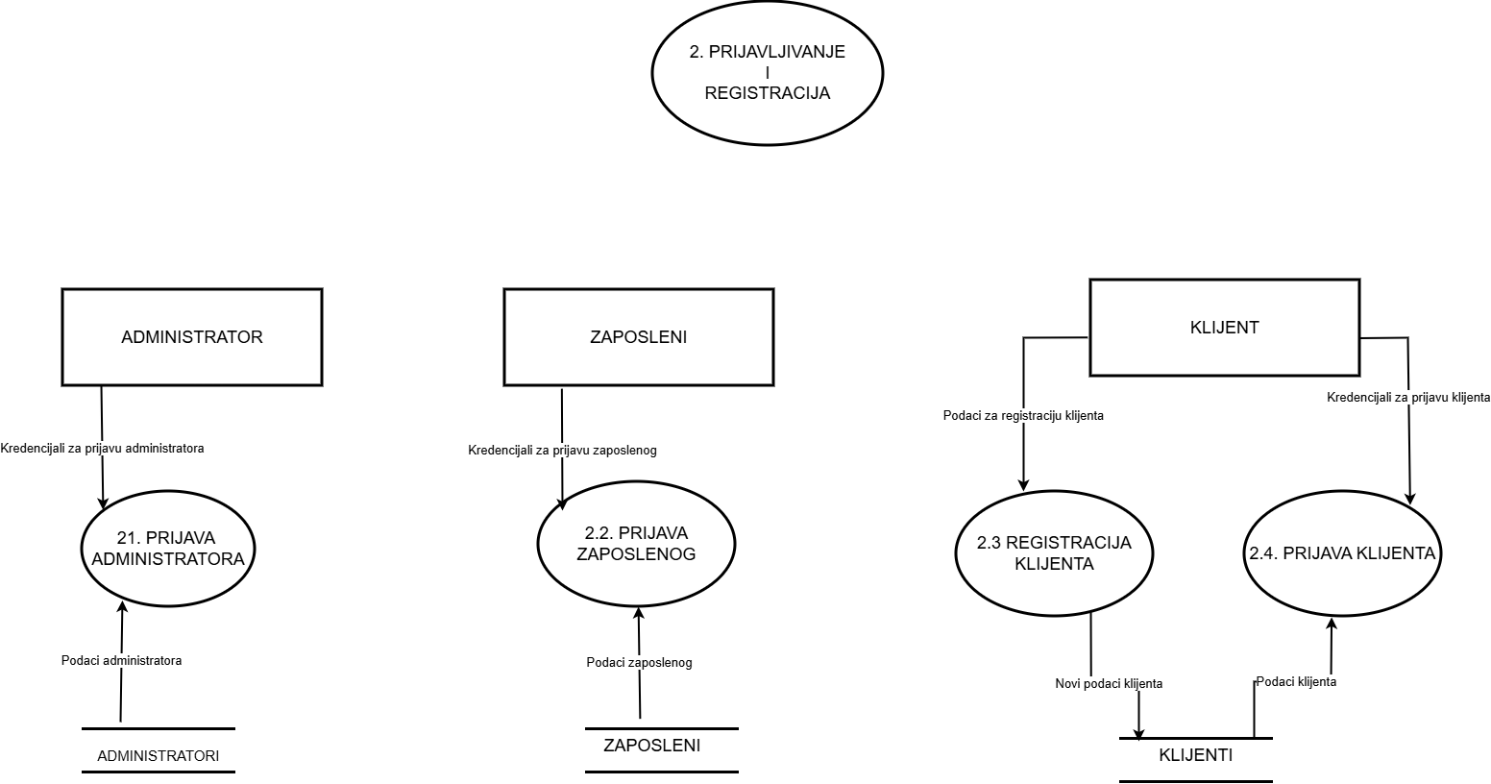 2. PRIJAVLJIVANJE
I
REGISTRACIJA
ADMINISTRATOR
ZAPOSLENI
KLIJENT
Kredencijali za prijavu administratora
Kredencijali za prijavu zaposlenog
Podaci za registraciju klijenta
Kredencijali za prijavu klijenta
21. PRIJAVA
ADMINISTRATORA
2.2. PRIJAVA
ZAPOSLENOG
2.3 REGISTRACIJA
KLIJENTA
2.4. PRIJAVA KLIJENTA
Podaci administratora
Podaci zaposlenog
Novi podaci klijenta
Podaci klijenta
ADMINISTRATORI
ZAPOSLENI
KLIJENTI